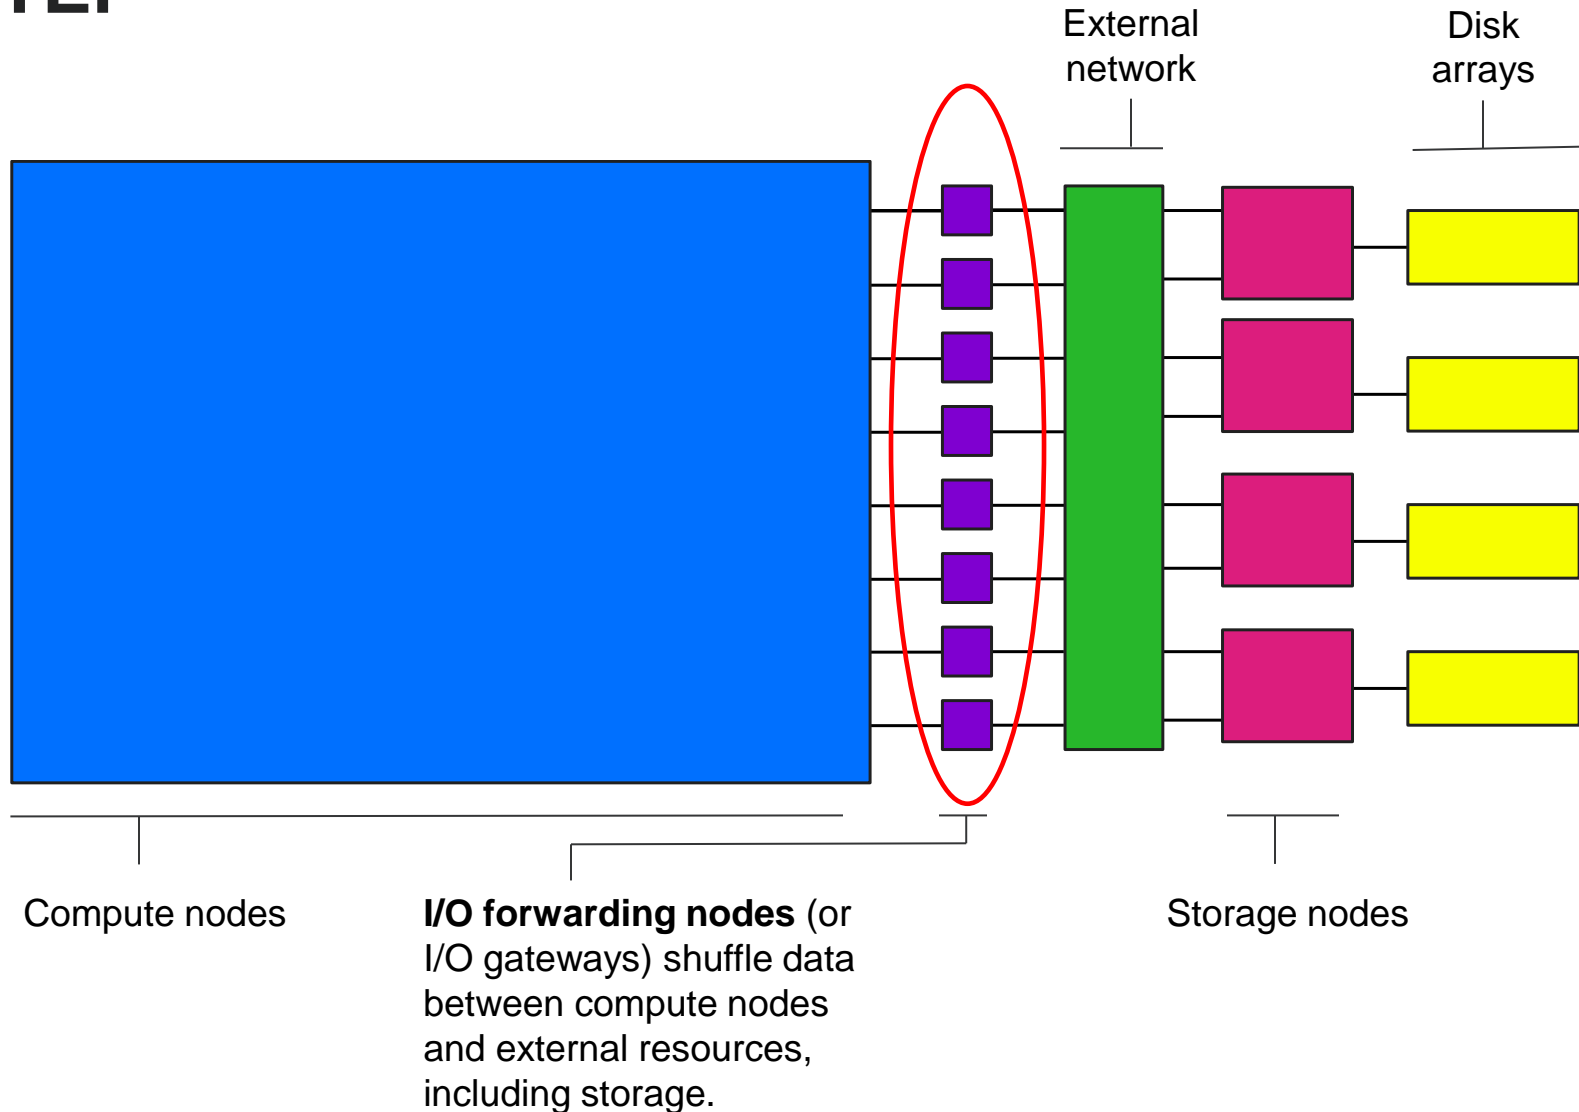 External
network
Disk
arrays
Compute nodes
I/O forwarding nodes (or
I/O gateways) shuffle data
between compute nodes
and external resources,
including storage.
Storage nodes